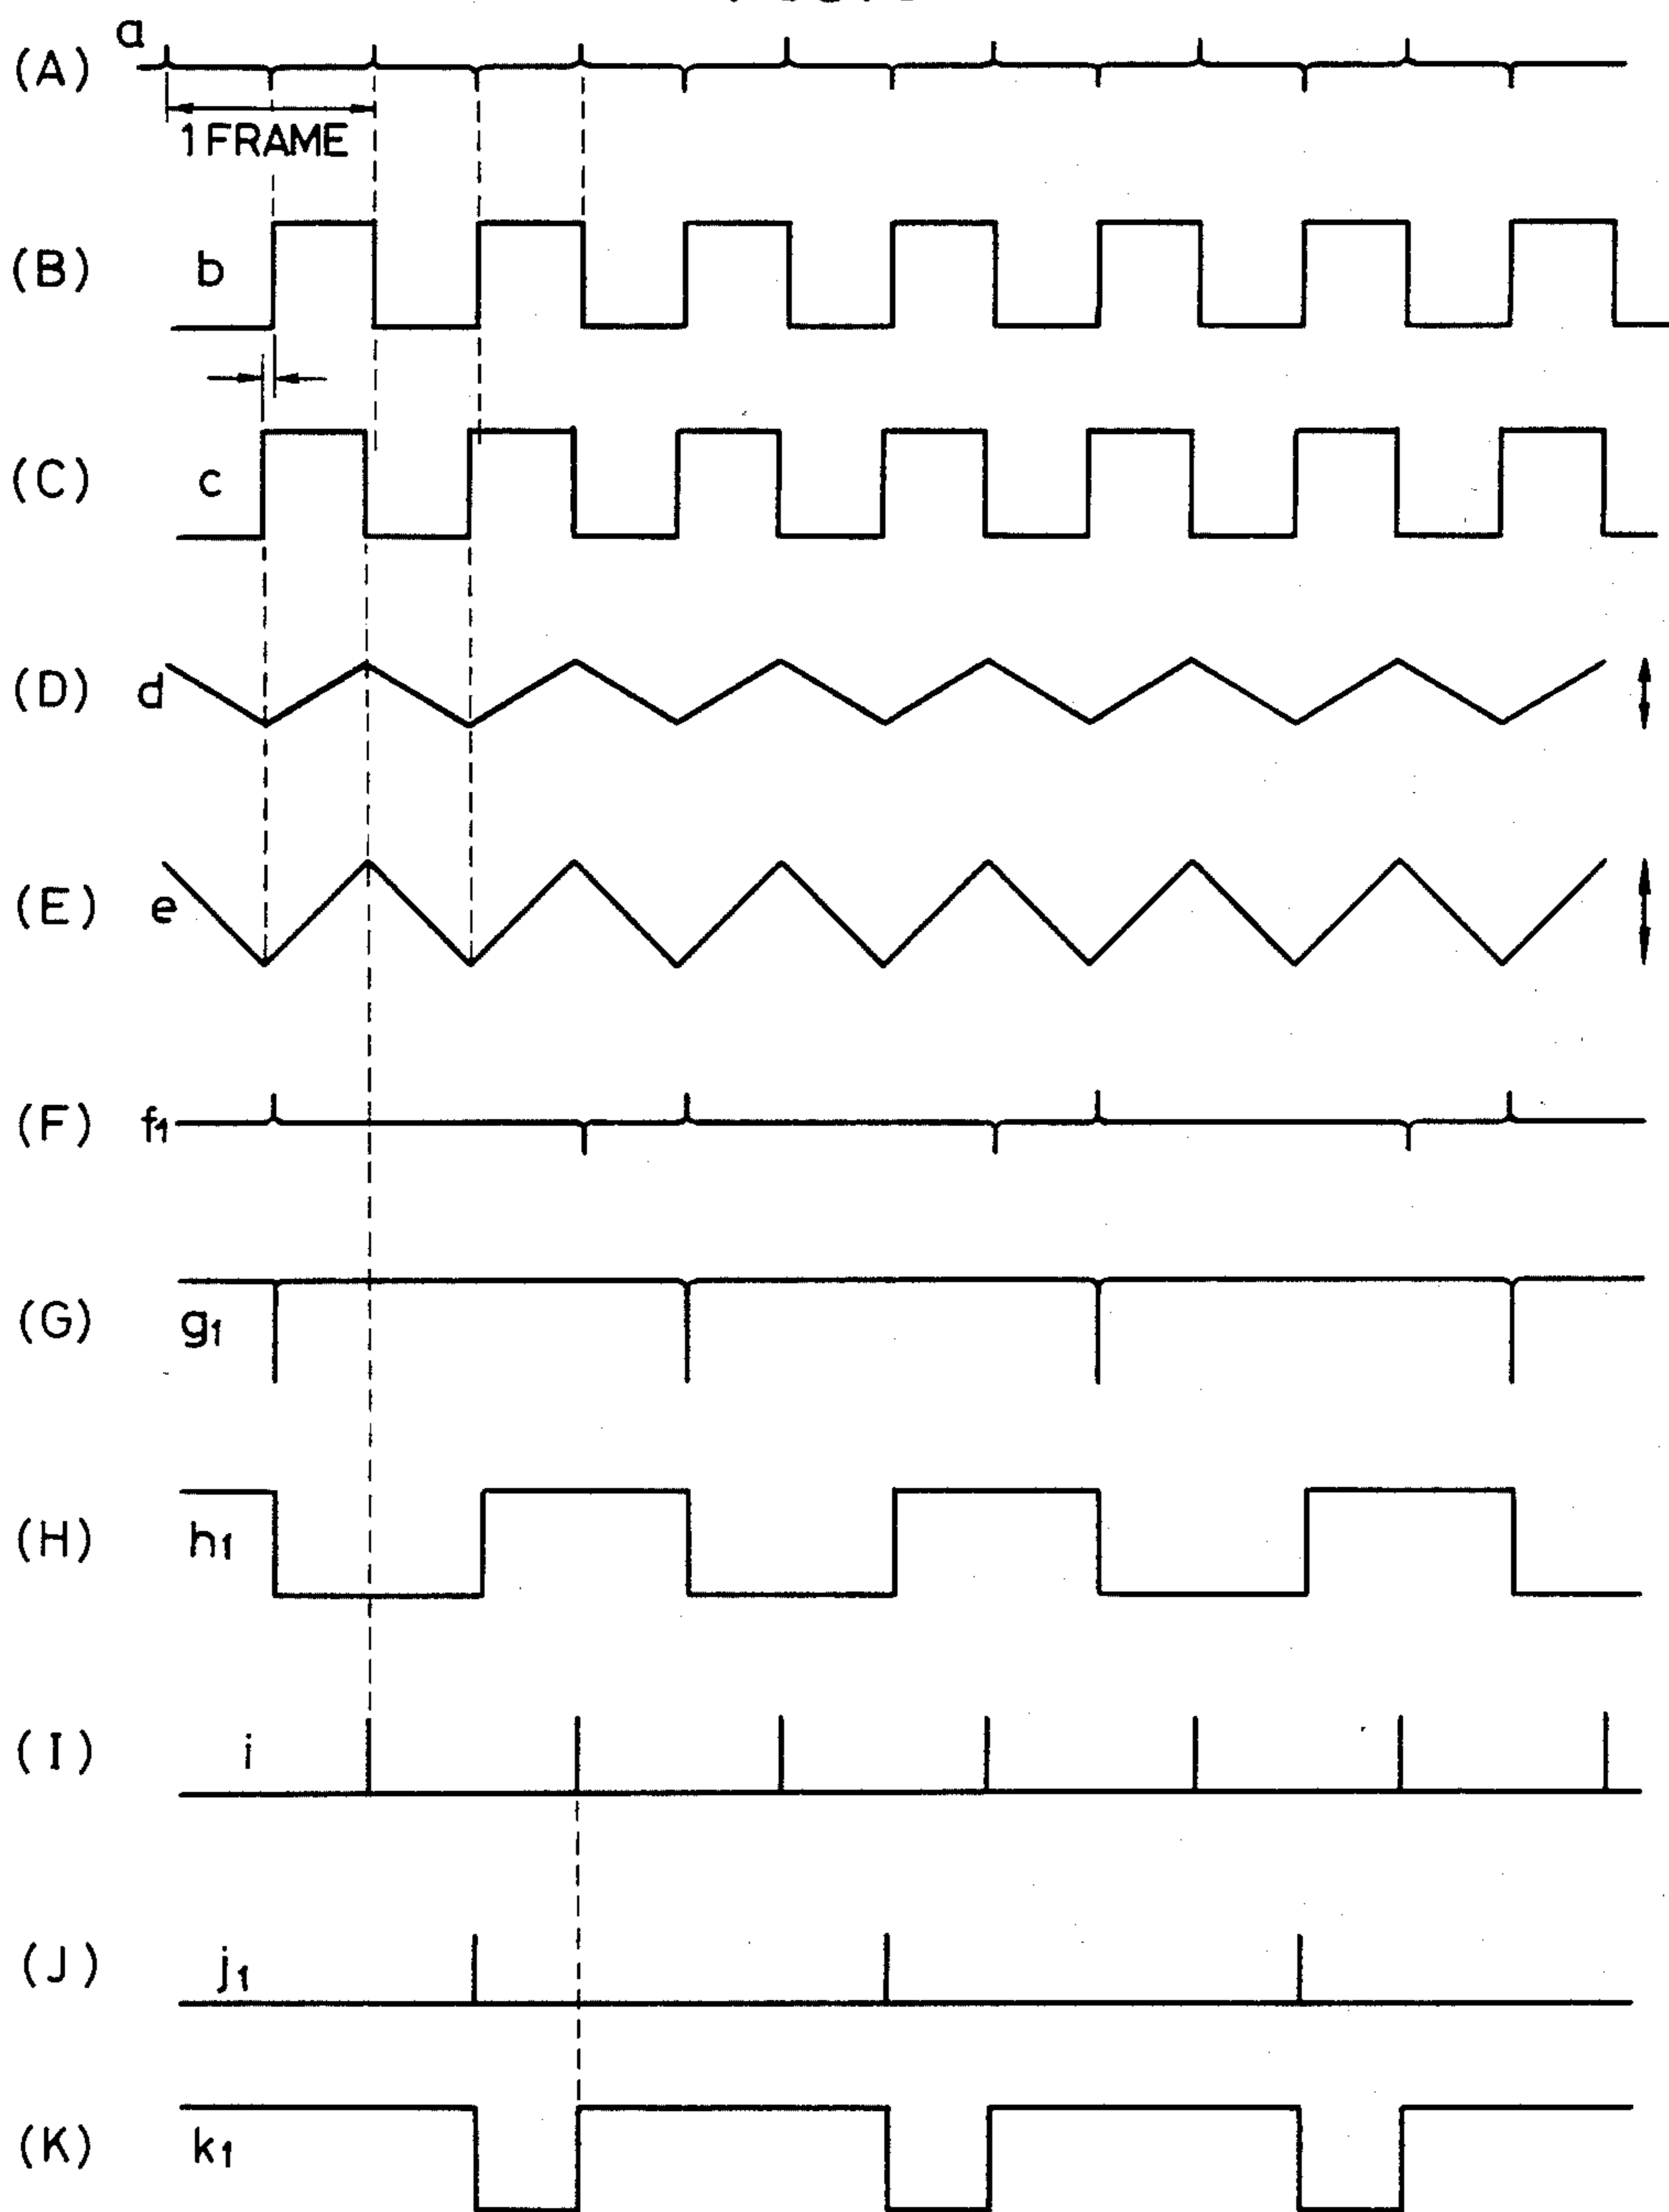 (A) a
1 FRAME
(B) b
(C) c
(D) d
(E) e
(F) f1
(G) g1
(H) h1
(I) i
(J) j1
(K) k1